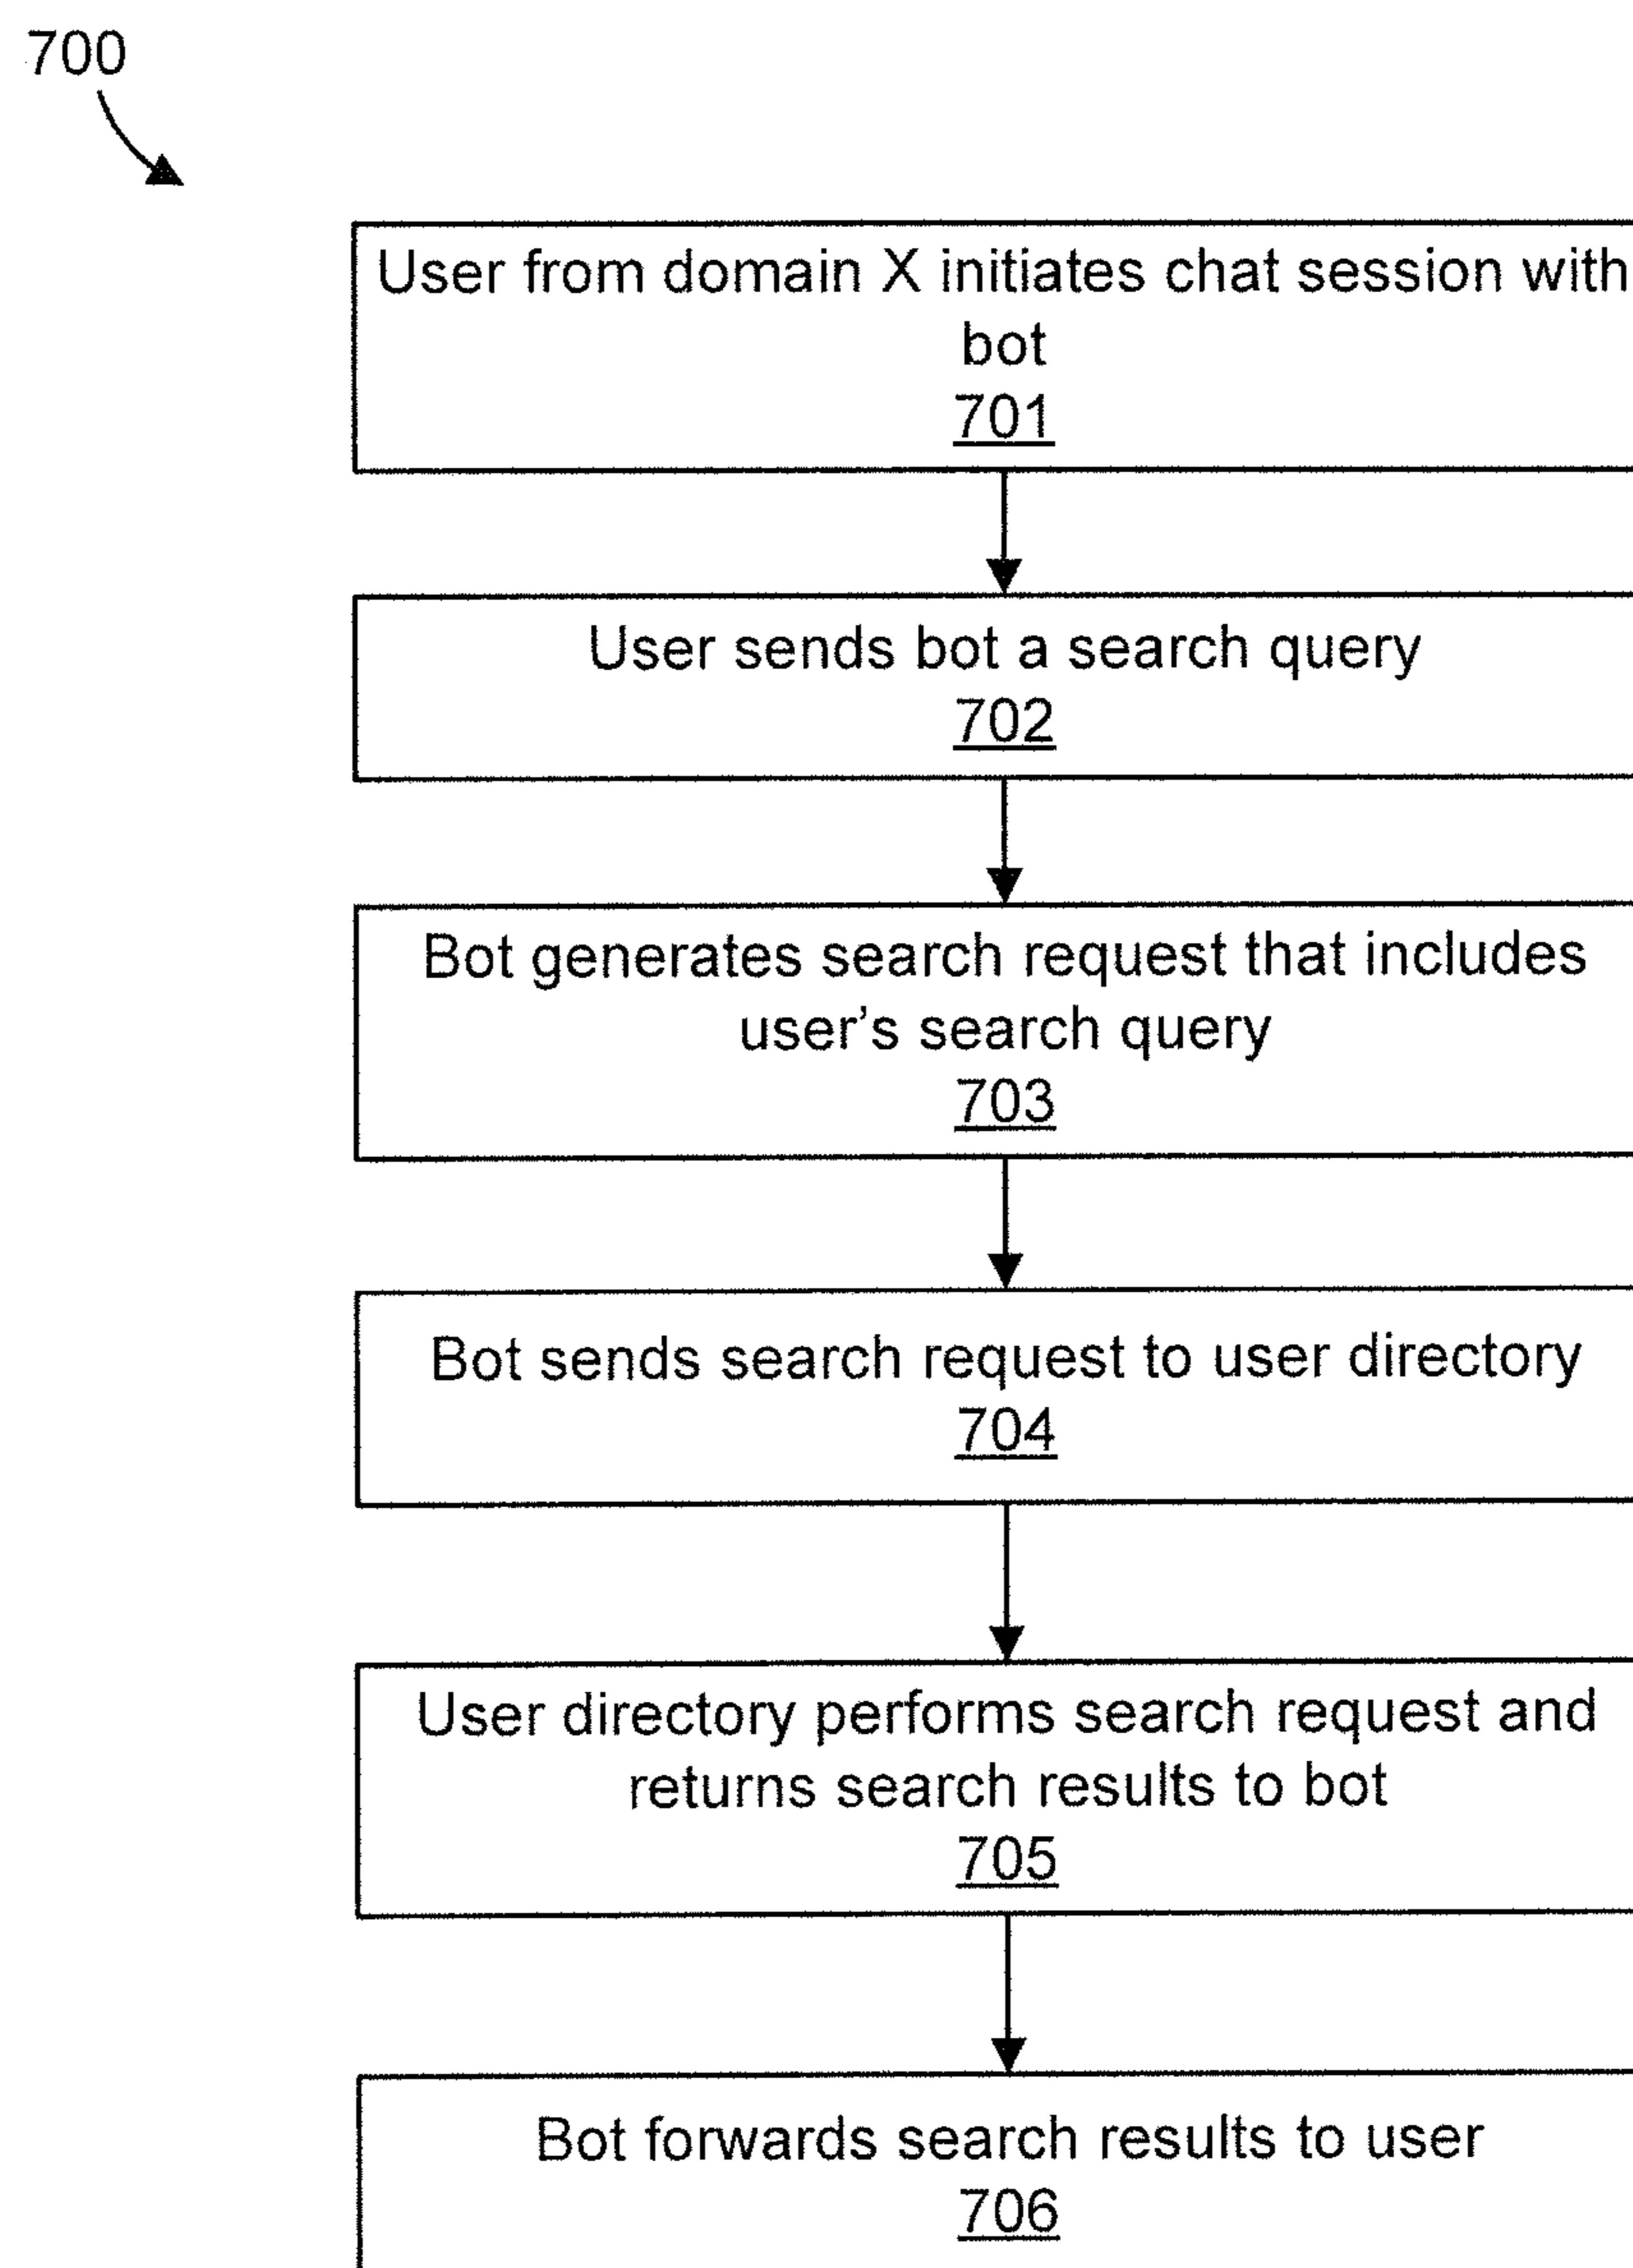 700
User from domain X initiates chat session with
bot
701
User sends bot a search query
702
Bot generates search request that includes
user's search query
703
Bot sends search request to user directory
704
User directory performs search request and
returns search results to bot
705
Bot forwards search results to user
706